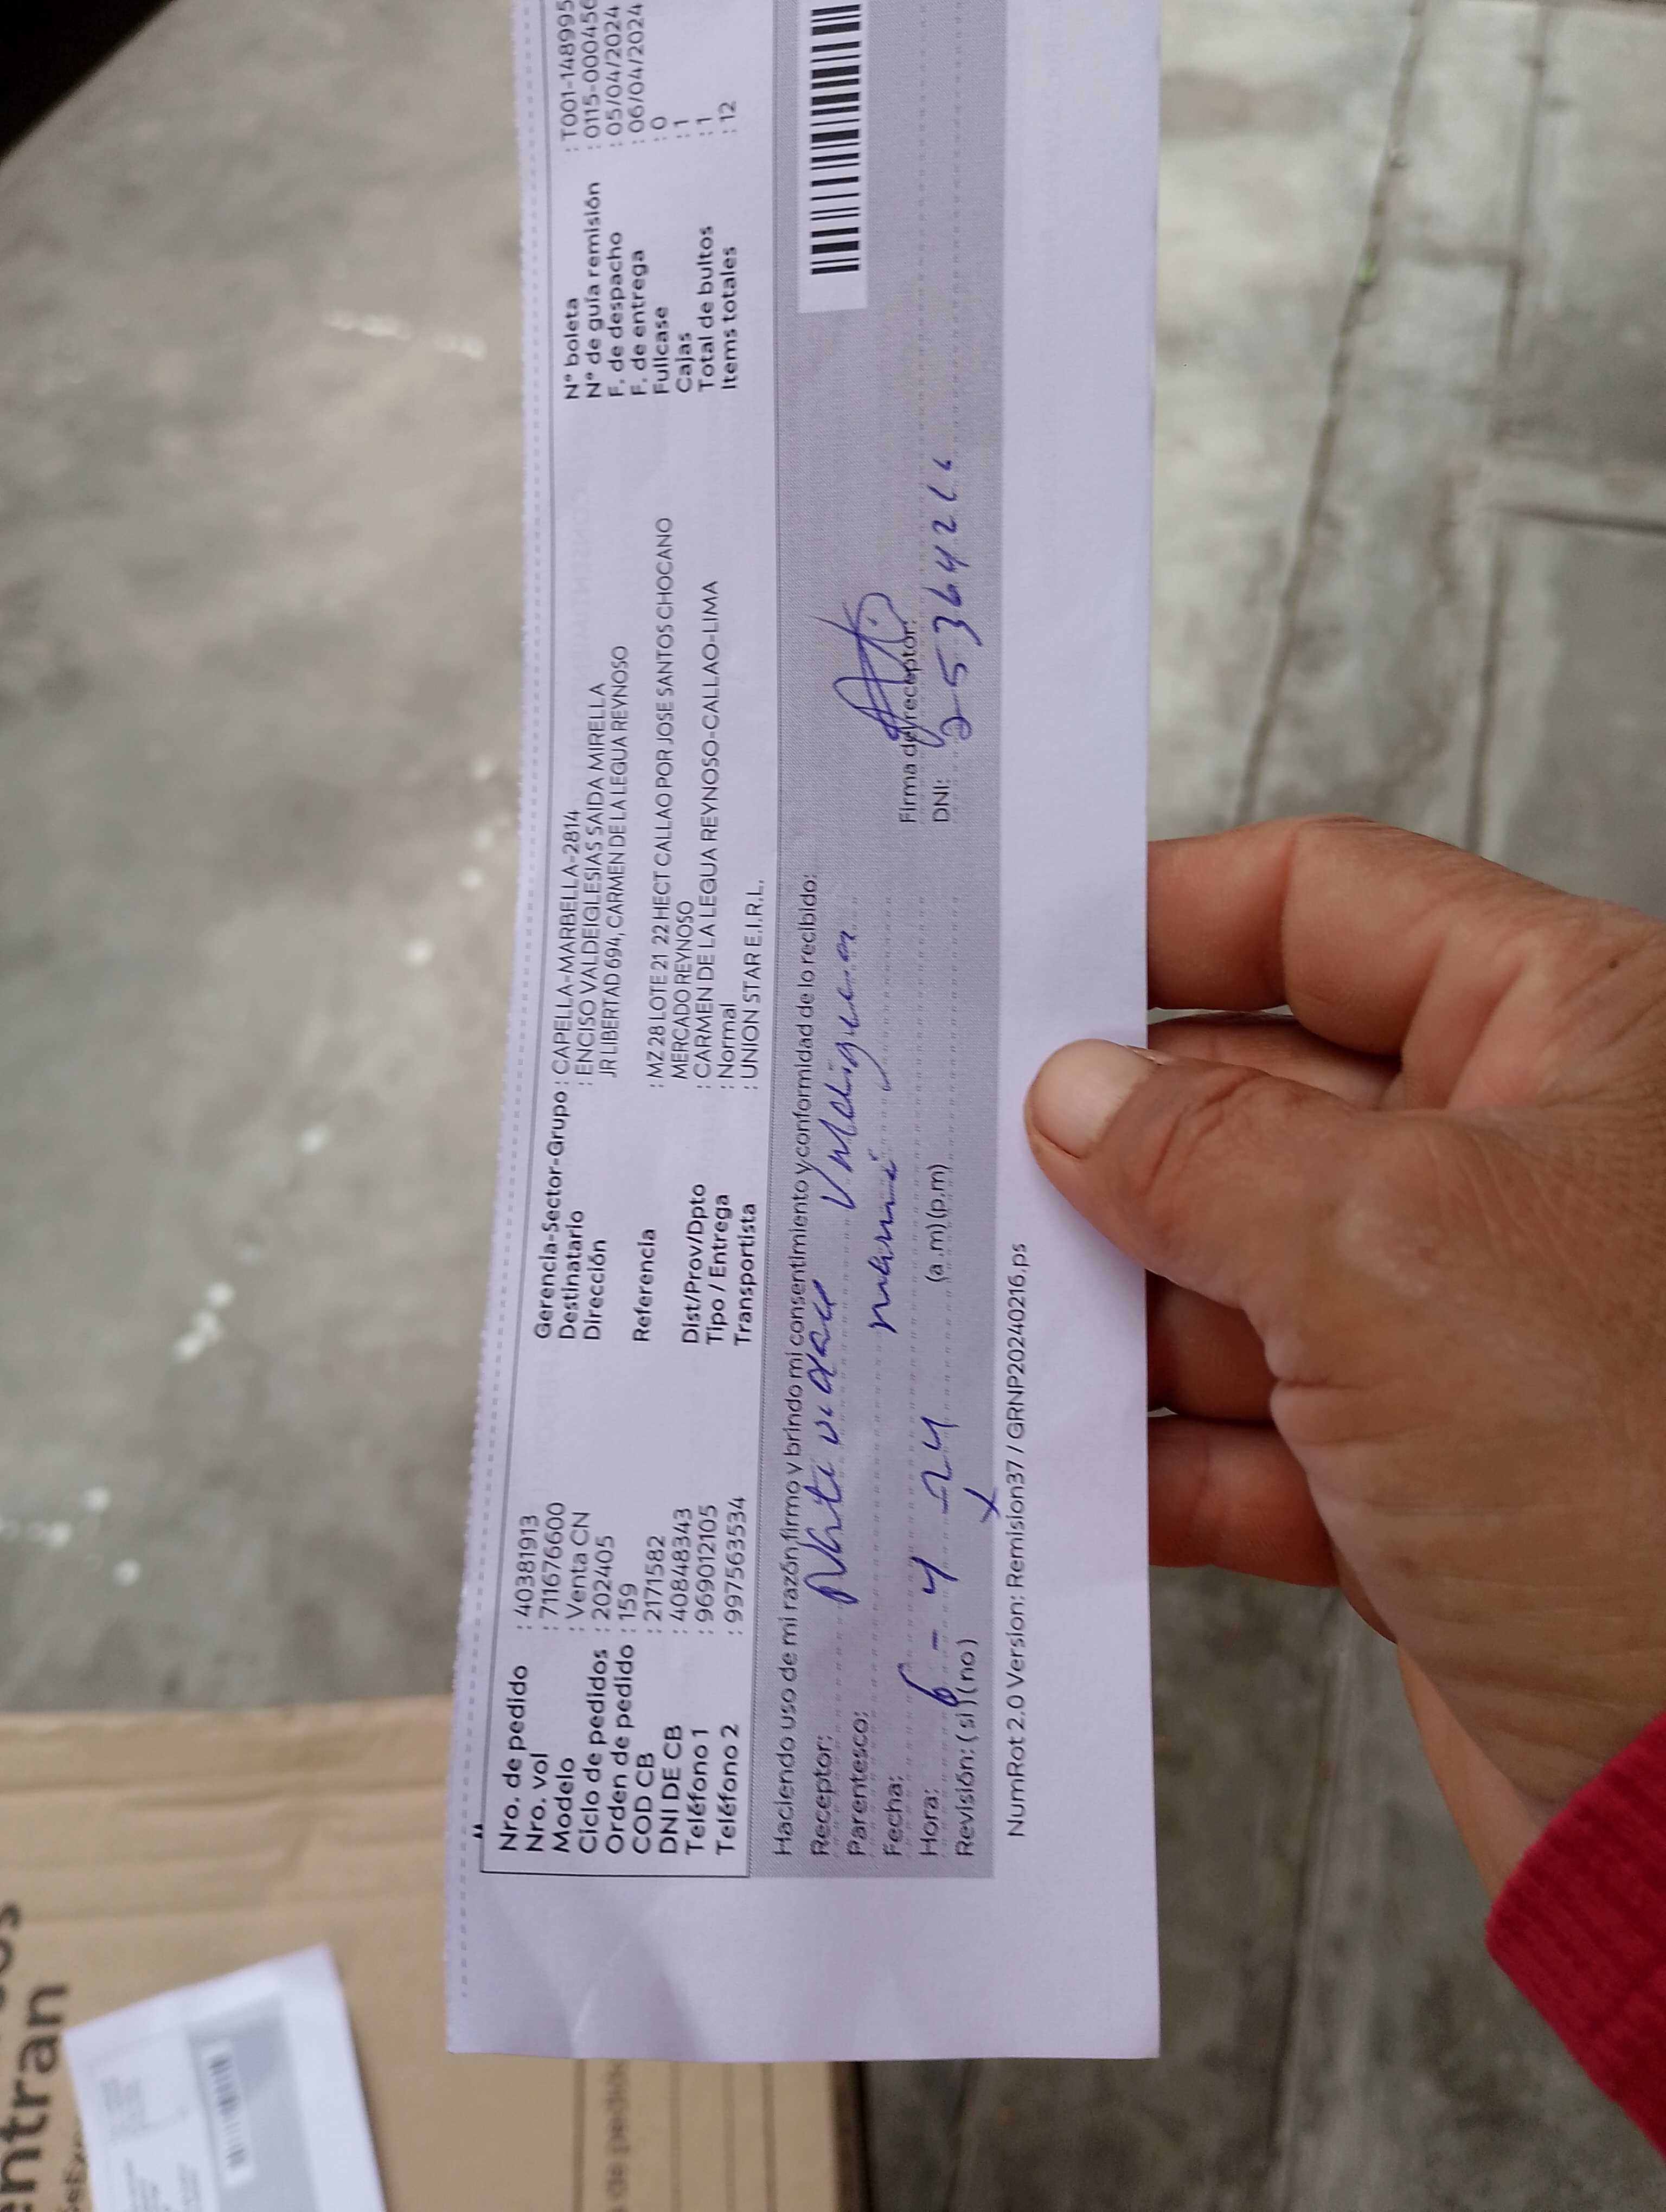 Nro. de pedido : 40381913
Nro. vol : 711676600
Modelo : Venta CN
Ciclo de pedidos : 202405
Orden de pedido : 159
COD CB : 2171582
DNI DE CB : 40848343
Teléfono 1 : 969012105
Teléfono 2 : 997563534
Gerencia-Sector-Grupo : CAPELLA-MARBELLA-2814
Destinatario : ENCISO VALDEIGLESIAS SAIDA MIRELLA
Dirección JR LIBERTAD 694, CARMEN DE LA LEGUA REYNOSO
Referencia : MZ 28 LOTE 21 22 HECT CALLAO POR JOSE SANTOS CHOCANO
MERCADO REYNOSO
Dist/Prov/Dpto : CARMEN DE LA LEGUA REYNOSO-CALLAO-LIMA
Tipo / Entrega : Normal
Transportista : UNION STAR E.I.R.L.
N° boleta : T001-148995
N° de guía remisión : 0115-000456
F. de despacho : 05/04/2024
F. de entrega : 06/04/2024
Fullcase : 0
Cajas : 1
Total de bultos : 1
Items totales : 12
Haciendo uso de mi razón, firmo y brindo mi consentimiento y conformidad de lo recibido:
Receptor:
Parentesco: mamá
Fecha: 6 - 4 - 24
Hora: (a.m) (p.m)
Revisión: (si) (no) X
Firma del receptor:
DNI:
NumRot 2.0 Version: Remision37 / GRNP20240216.ps
ntran
de pedido